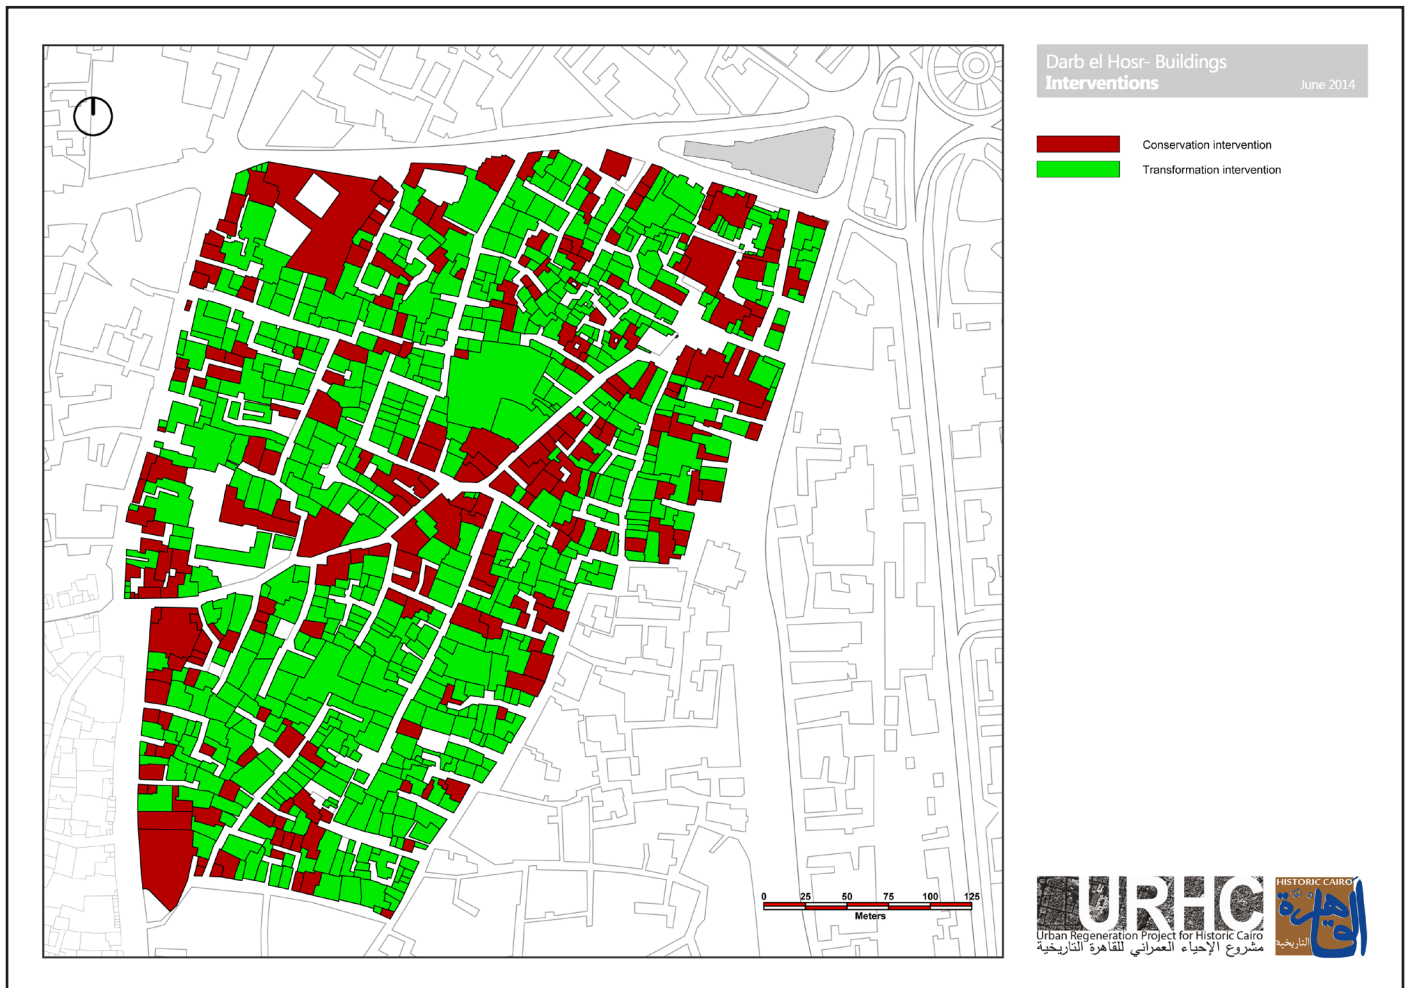 Darb el Hosr- Buildings
Interventions
June 2014
Conservation intervention
Transformation intervention
0 25 50 75 100 125
Meters
URHC
Urban Regeneration Project for Historic Cairo
مشروع الإحياء العمراني للقاهرة التاريخية
HISTORIC CAIRO
القاهرة
التاريخية